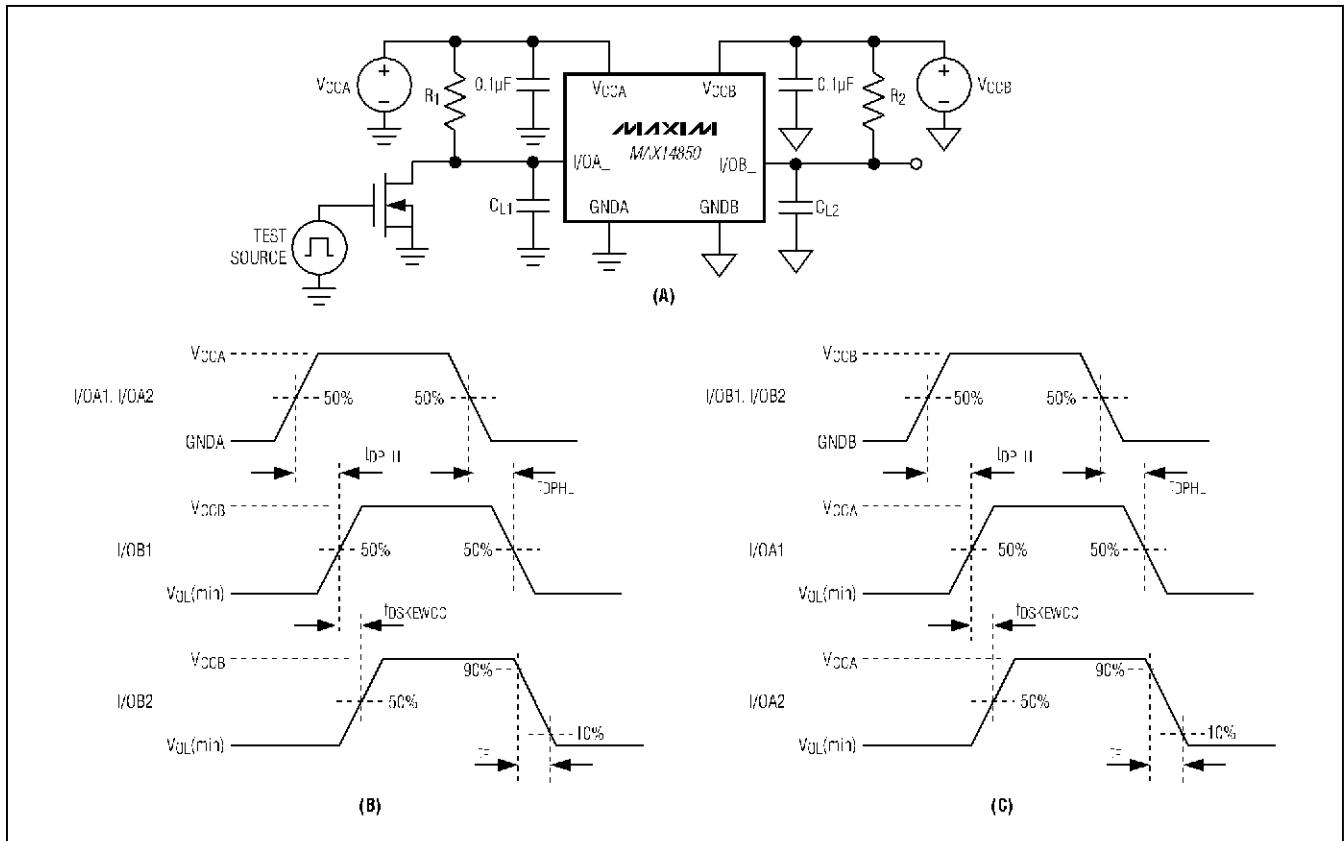 VCCA
R1
0.1µF
VCCA
VCCB
0.1µF
R2
VCCB
MAXIM
MAX14850
I/OA_
I/OB_
CL1
GNDA
GNDB
CL2
TEST
SOURCE
(A)
VCCA
I/OA1, I/OA2
50%
50%
GNDA
tDPHL
VCCB
I/OB1
50%
50%
VOL(min)
VCCB
90%
I/OB2
50%
10%
VOL(min)
(B)
VCCB
I/OB1, I/OB2
50%
50%
GNDB
tDPHL
VCCA
I/OA1
50%
50%
VOL(min)
VCCA
90%
I/OA2
50%
10%
VOL(min)
(C)